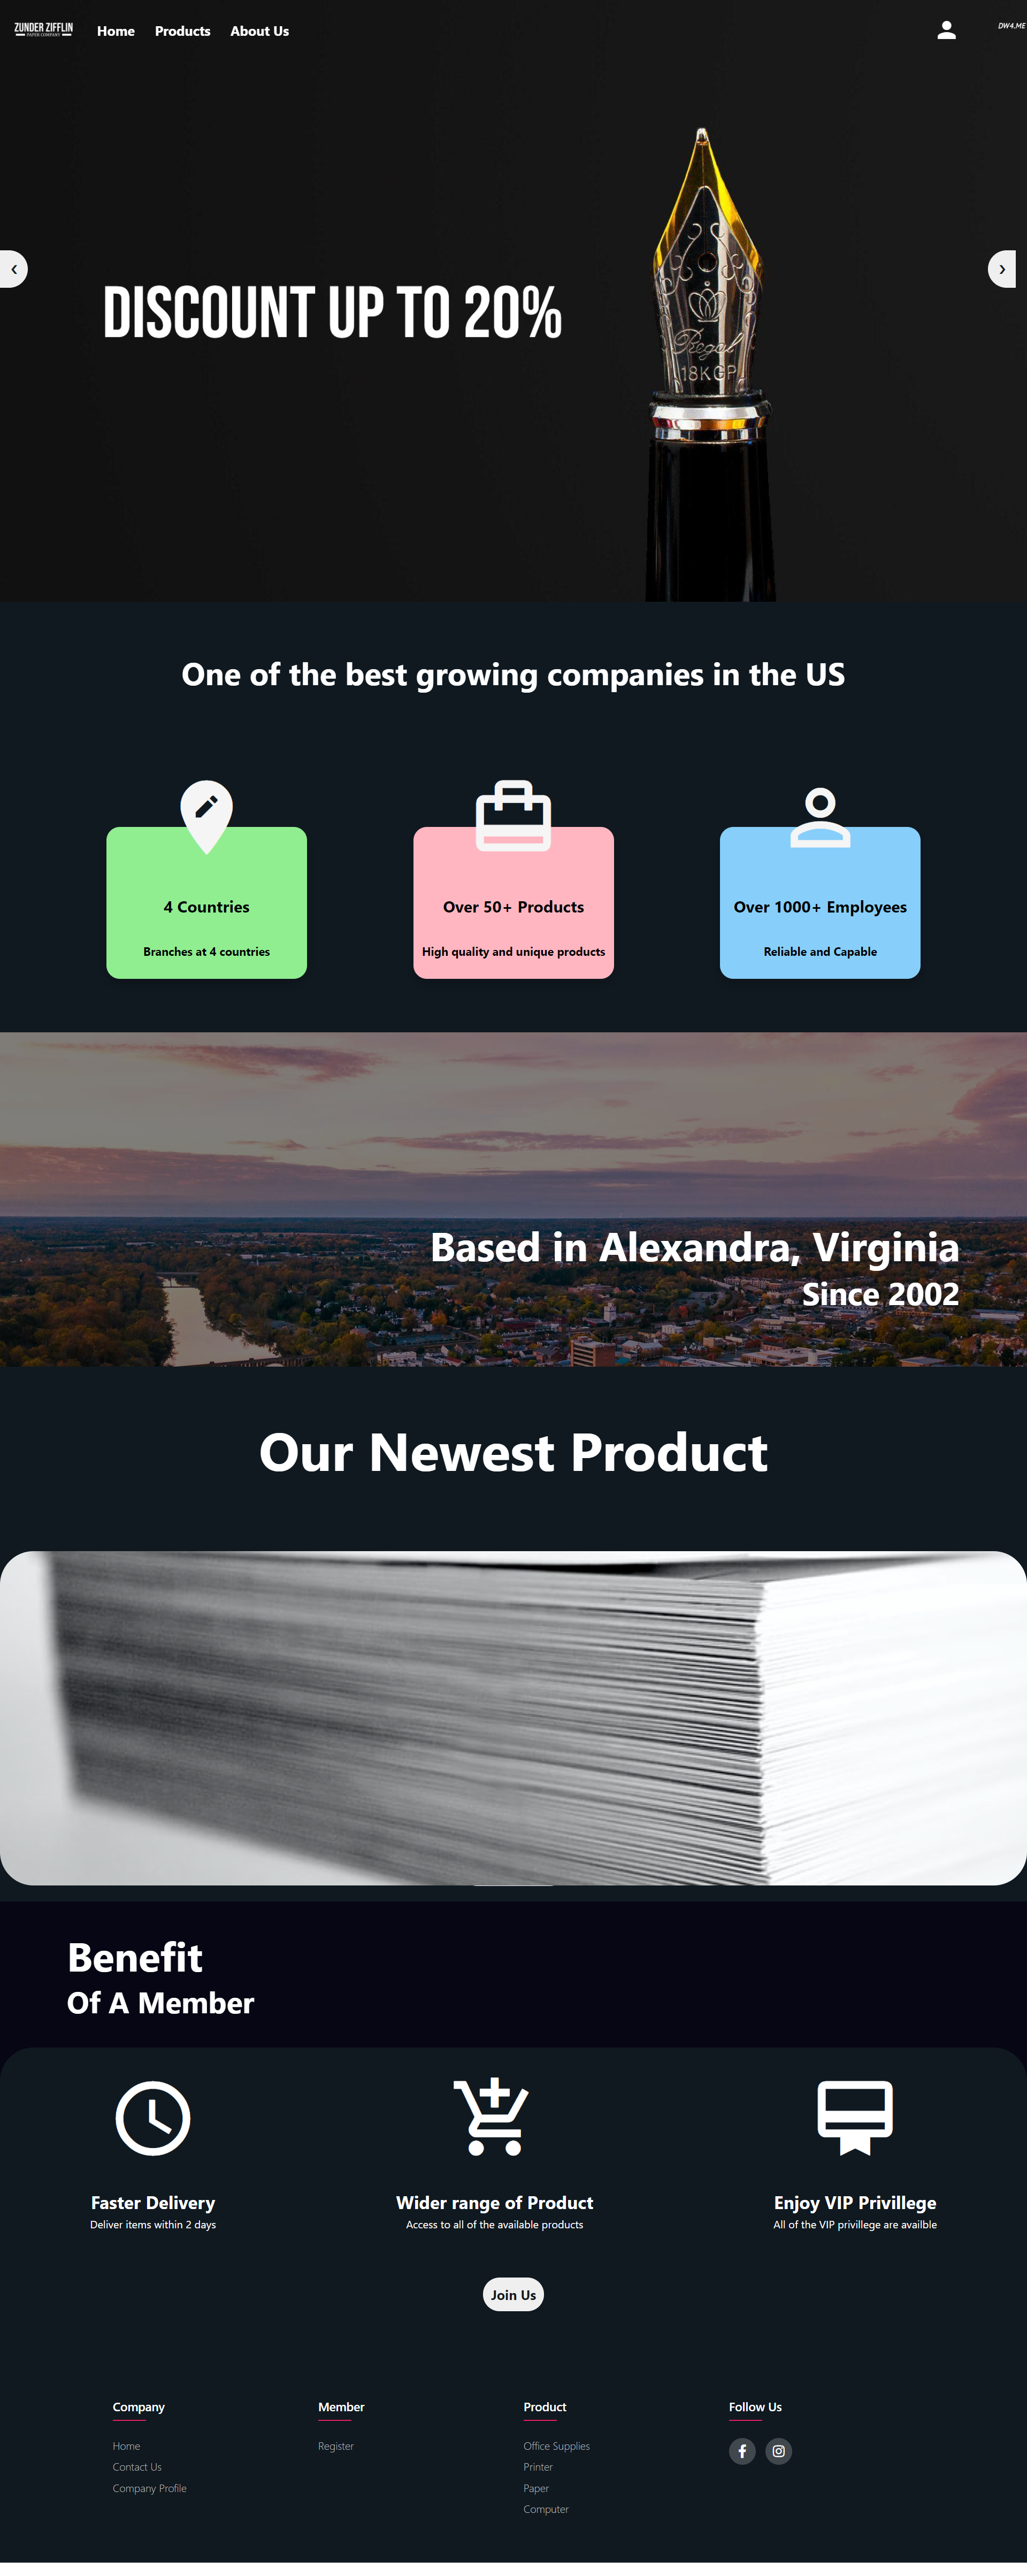 ZUNDER ZIFFLIN
PAPER COMPANY
Home Products About Us
DW4.ME
DISCOUNT UP TO 20%
Regal
18KGP
One of the best growing companies in the US
4 Countries
Branches at 4 countries
Over 50+ Products
High quality and unique products
Over 1000+ Employees
Reliable and Capable
Based in Alexandra, Virginia
Since 2002
Our Newest Product
Benefit
Of A Member
Faster Delivery
Deliver items within 2 days
Wider range of Product
Access to all of the available products
Enjoy VIP Privillege
All of the VIP privillege are availble
Join Us
Company
Home
Contact Us
Company Profile
Member
Register
Product
Office Supplies
Printer
Paper
Computer
Follow Us